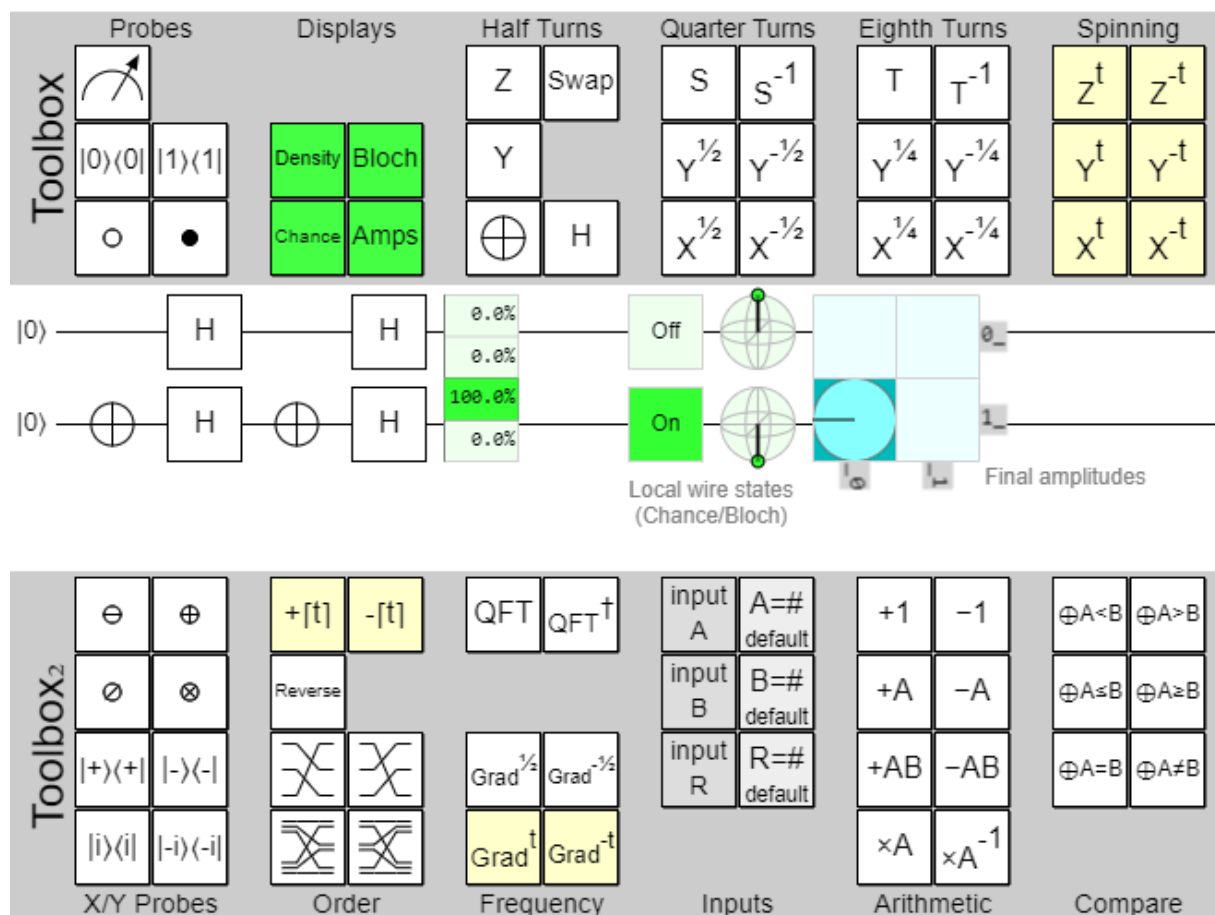 Probes Displays Half Turns Quarter Turns Eighth Turns Spinning
Toolbox
Z Swap S S⁻¹ T T⁻¹ Zᵗ Z⁻ᵗ
|0⟩⟨0| |1⟩⟨1| Density Bloch Y Y^½ Y^-½ Y^¼ Y^-¼ Yᵗ Y⁻ᵗ
Chance Amps H X^½ X^-½ X^¼ X^-¼ Xᵗ X⁻ᵗ
|0⟩ H H 0.0% Off 0_
0.0%
|0⟩ H H 100.0% On 1_
0.0%
_0 _1
Local wire states
(Chance/Bloch)
Final amplitudes
Toolbox₂
+⌈t⌉ -⌈t⌉ QFT QFT† input A A=# default +1 −1 ⊕A<B ⊕A>B
Reverse input B B=# default +A −A ⊕A≤B ⊕A≥B
|+⟩⟨+| |-⟩⟨-| Grad^½ Grad^-½ input R R=# default +AB −AB ⊕A=B ⊕A≠B
|i⟩⟨i| |-i⟩⟨-i| Gradᵗ Grad⁻ᵗ ×A ×A⁻¹
X/Y Probes Order Frequency Inputs Arithmetic Compare